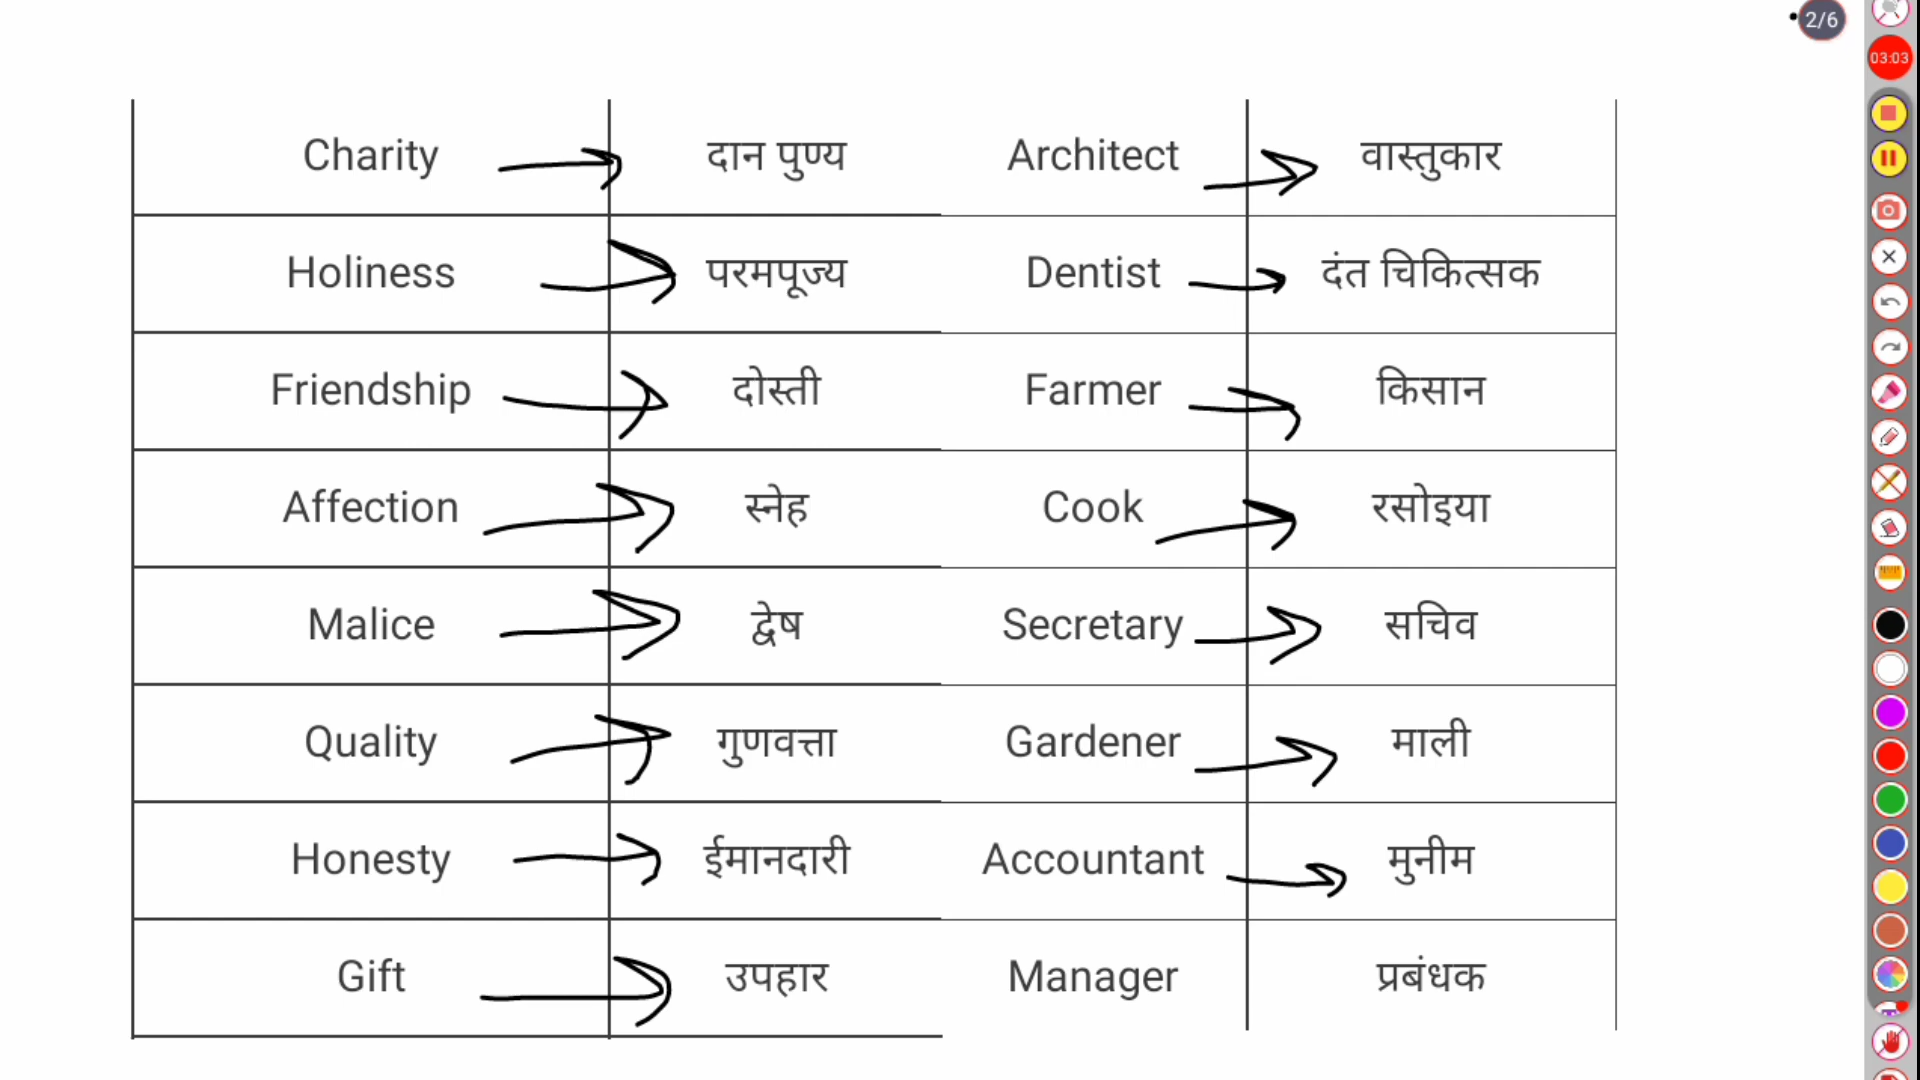 2/6
03:03
Charity दान पुण्य Architect वास्तुकार
Holiness परमपूज्य Dentist दंत चिकित्सक
Friendship दोस्ती Farmer किसान
Affection स्नेह Cook रसोइया
Malice द्वेष Secretary सचिव
Quality गुणवत्ता Gardener माली
Honesty ईमानदारी Accountant मुनीम
Gift उपहार Manager प्रबंधक